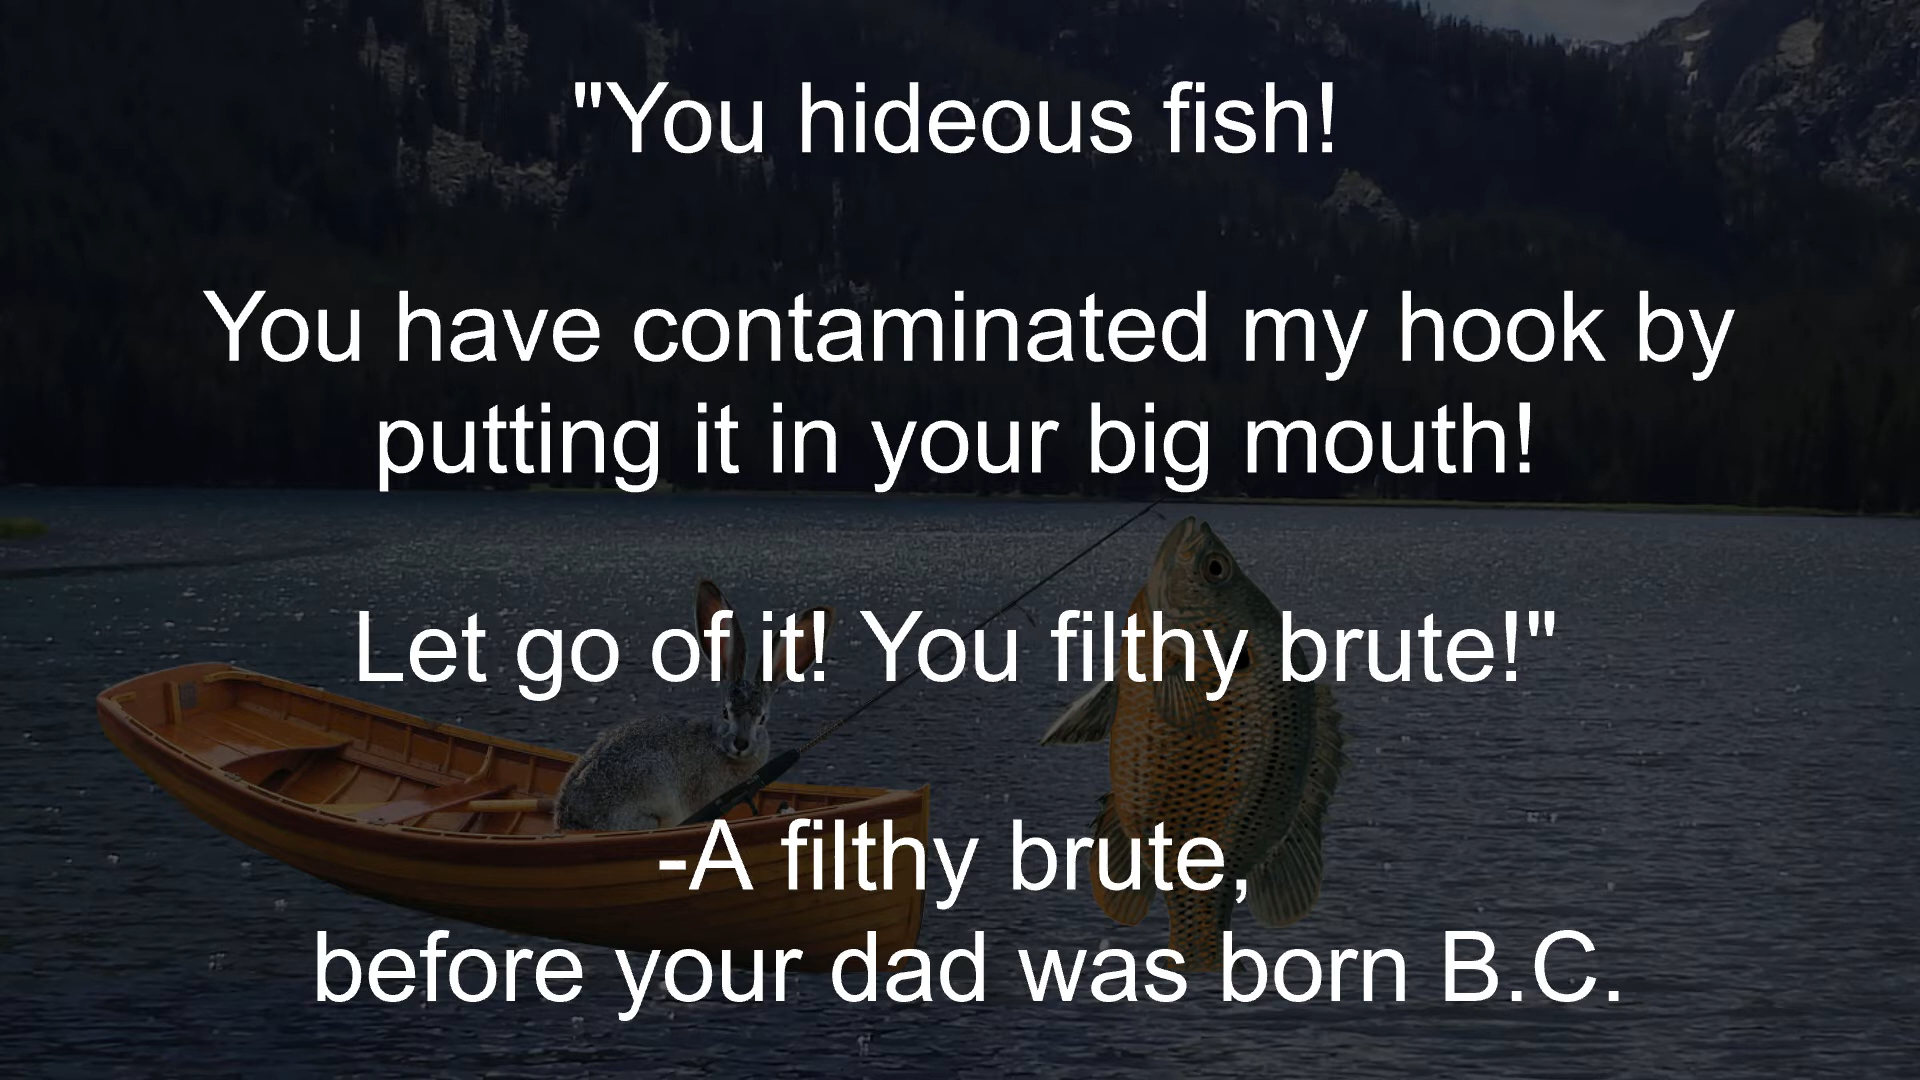 "You hideous fish!
You have contaminated my hook by
putting it in your big mouth!
Let go of it! You filthy brute!"
-A filthy brute,
before your dad was born B.C.